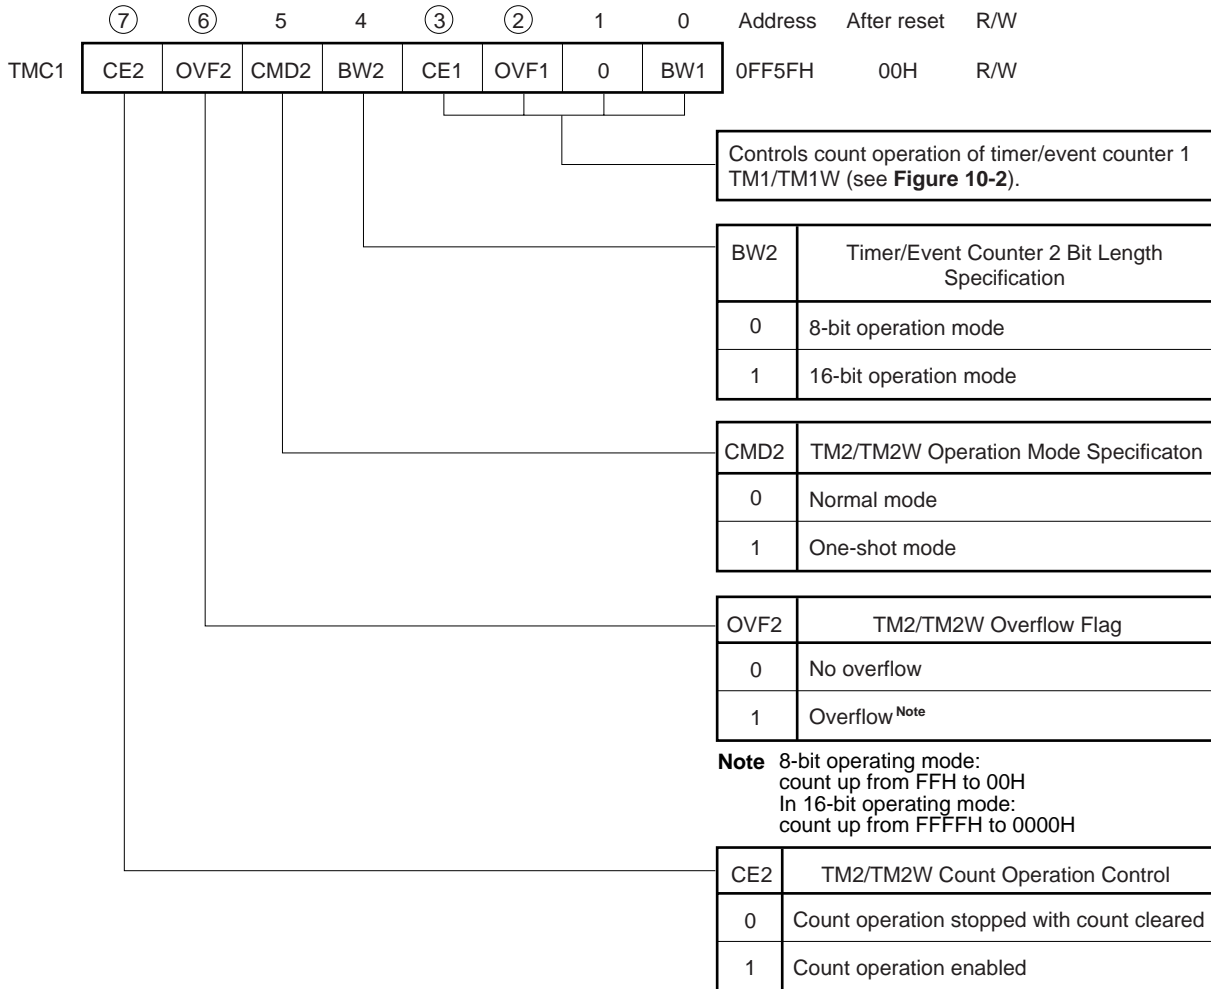 7 6 5 4 3 2 1 0 Address After reset R/W
TMC1 CE2 OVF2 CMD2 BW2 CE1 OVF1 0 BW1 0FF5FH 00H R/W
Controls count operation of timer/event counter 1
TM1/TM1W (see Figure 10-2).
BW2 Timer/Event Counter 2 Bit Length
Specification
0 8-bit operation mode
1 16-bit operation mode
CMD2 TM2/TM2W Operation Mode Specificaton
0 Normal mode
1 One-shot mode
OVF2 TM2/TM2W Overflow Flag
0 No overflow
1 Overflow Note
Note 8-bit operating mode:
count up from FFH to 00H
In 16-bit operating mode:
count up from FFFFH to 0000H
CE2 TM2/TM2W Count Operation Control
0 Count operation stopped with count cleared
1 Count operation enabled